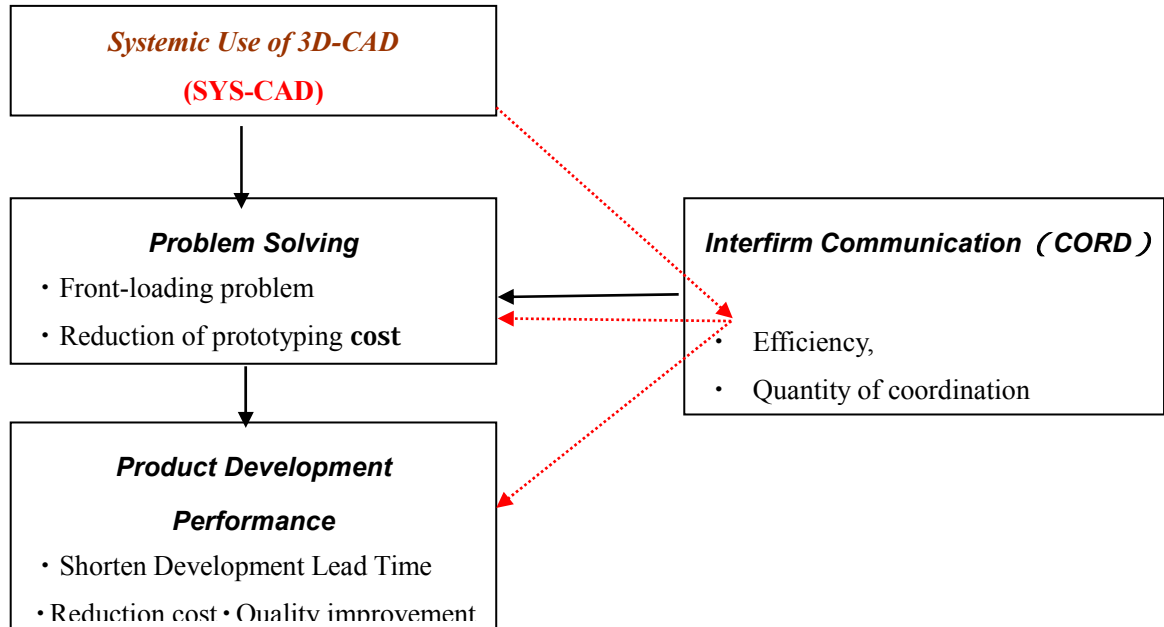 Systemic Use of 3D-CAD
(SYS-CAD)
Problem Solving
・Front-loading problem
・Reduction of prototyping cost
Interfirm Communication（CORD）
・ Efficiency,
・ Quantity of coordination
Product Development
Performance
・Shorten Development Lead Time
・Reduction cost・Quality improvement